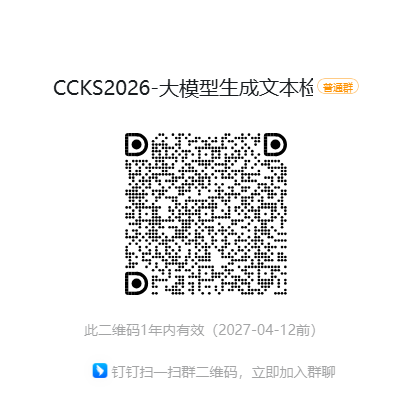 CCKS2026-大模型生成文本检
普通群
此二维码1年内有效（2027-04-12前）
钉钉扫一扫群二维码，立即加入群聊